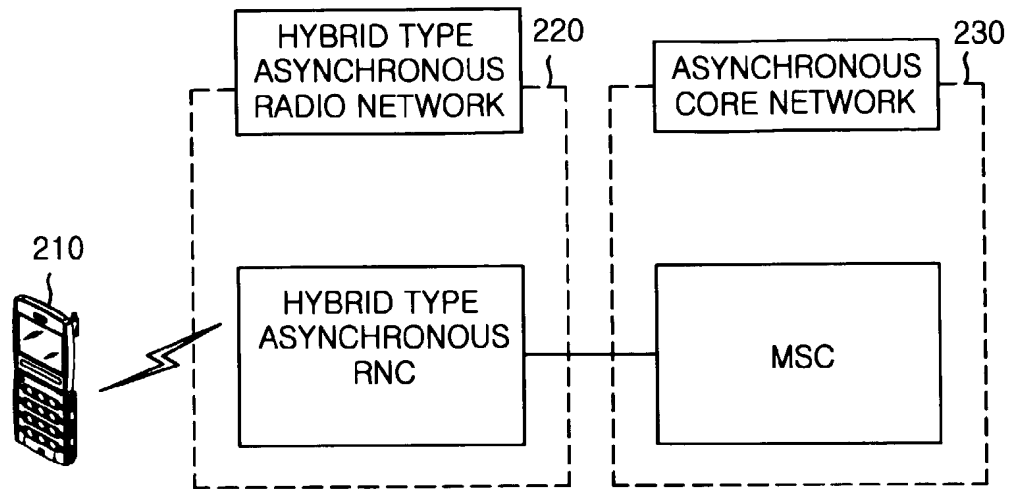 HYBRID TYPE
ASYNCHRONOUS
RADIO NETWORK
220
ASYNCHRONOUS
CORE NETWORK
230
210
HYBRID TYPE
ASYNCHRONOUS
RNC
MSC